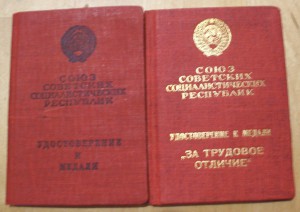 СОЮЗ
СОВЕТСКИХ
СОЦИАЛИСТИЧЕСКИХ
РЕСПУБЛИК
УДОСТОВЕРЕНИЕ
К
МЕДАЛИ
СОЮЗ
СОВЕТСКИХ
СОЦИАЛИСТИЧЕСКИХ
РЕСПУБЛИК
УДОСТОВЕРЕНИЕ К МЕДАЛИ
„ЗА ТРУДОВОЕ
ОТЛИЧИЕ"